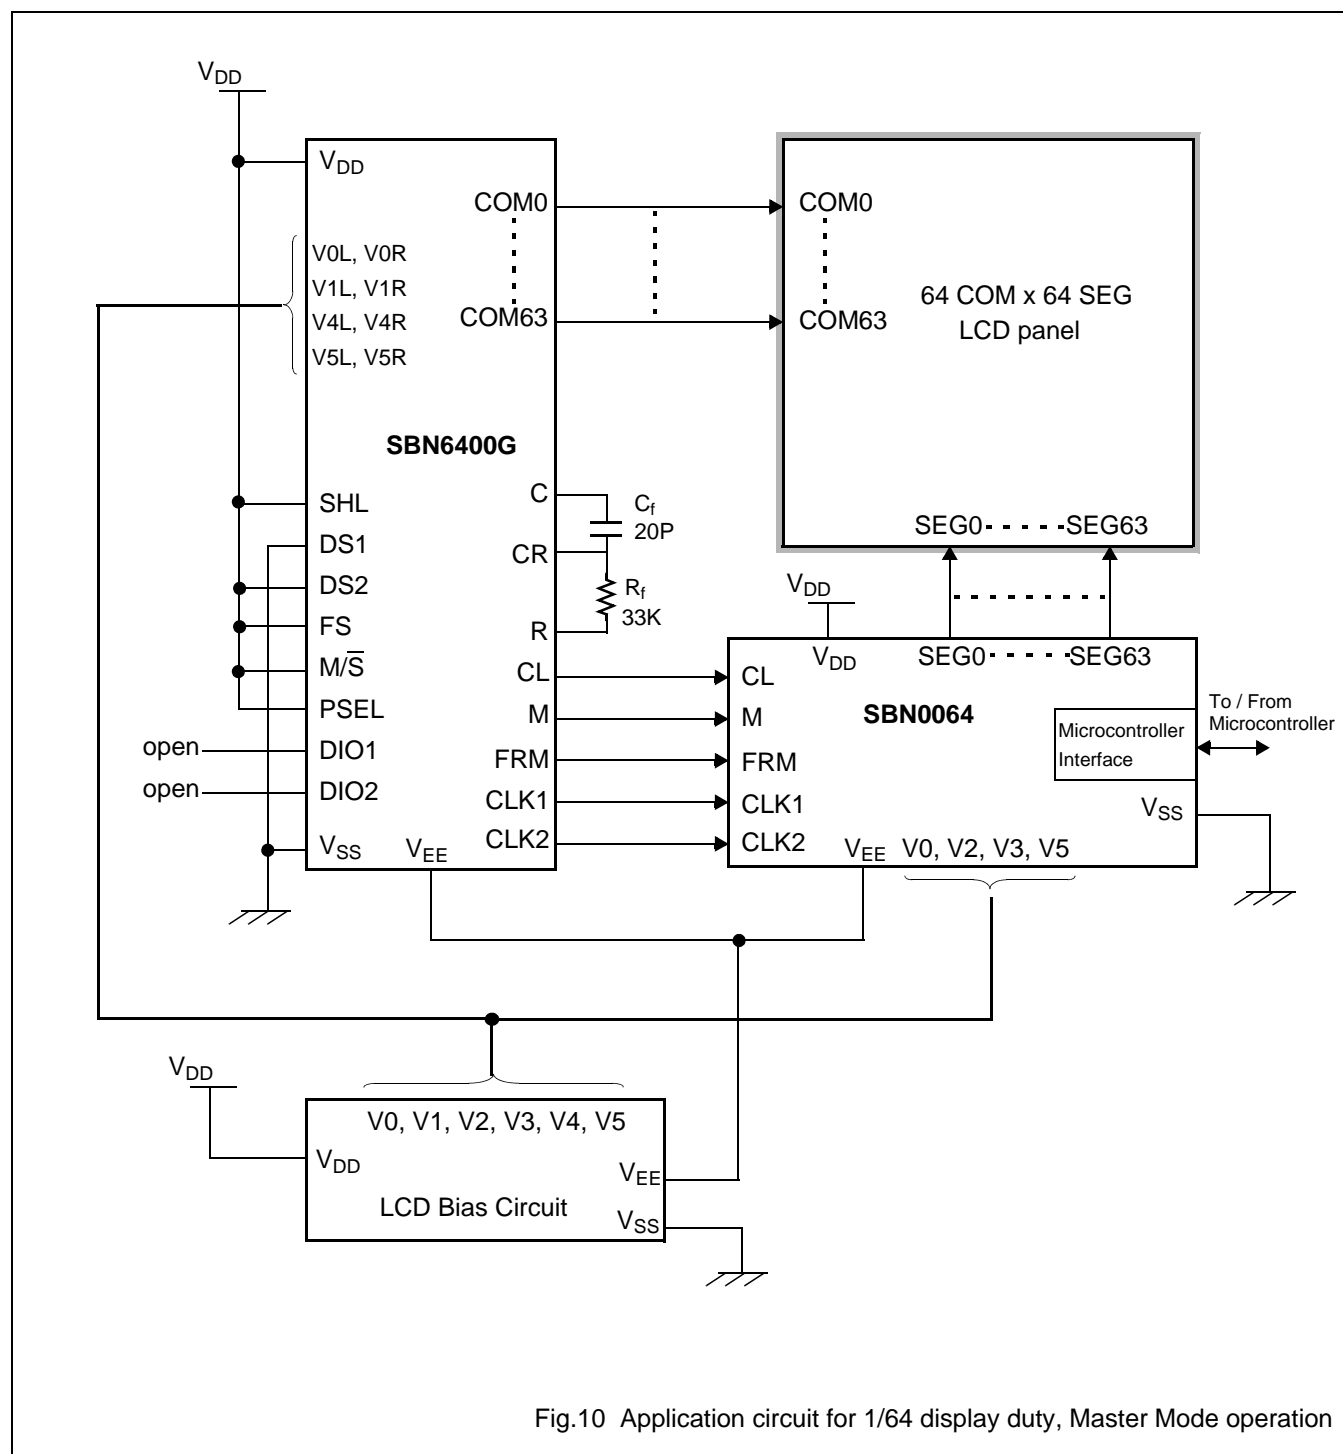 VDD
VDD
V0L, V0R
V1L, V1R
V4L, V4R
V5L, V5R
COM0
COM63
SBN6400G
SHL
DS1
DS2
FS
M/S̅
PSEL
open
DIO1
open
DIO2
VSS
VEE
C
CR
R
CL
M
FRM
CLK1
CLK2
Cf
20P
Rf
33K
COM0
COM63
64 COM x 64 SEG
LCD panel
SEG0 SEG63
VDD
VDD
SEG0 SEG63
CL
M
FRM
CLK1
CLK2
SBN0064
Microcontroller
Interface
To / From
Microcontroller
VSS
VEE
V0, V2, V3, V5
VDD
V0, V1, V2, V3, V4, V5
VDD
VEE
LCD Bias Circuit
VSS
Fig.10 Application circuit for 1/64 display duty, Master Mode operation